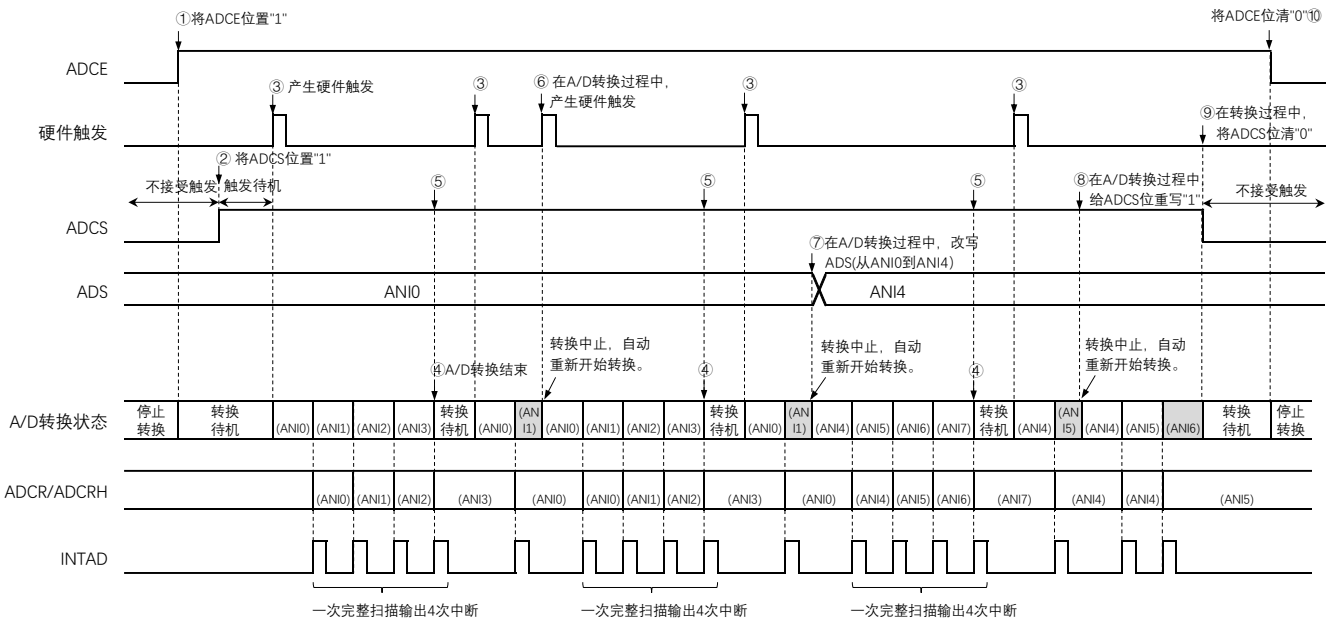 ①将ADCE位置"1"
将ADCE位清"0"⑩
ADCE
③ 产生硬件触发
③
⑥ 在A/D转换过程中，
产生硬件触发
③
③
⑨在转换过程中，
将ADCS位清"0"
硬件触发
② 将ADCS位置"1"
不接受触发
触发待机
⑤
⑤
⑤
⑧在A/D转换过程中
给ADCS位重写"1"
不接受触发
ADCS
⑦在A/D转换过程中，改写
ADS(从ANI0到ANI4）
ADS
ANI0
ANI4
④A/D转换结束
转换中止，自动
重新开始转换。
④
转换中止，自动
重新开始转换。
④
转换中止，自动
重新开始转换。
A/D转换状态
停止
转换
转换
待机
(ANI0)
(ANI1)
(ANI2)
(ANI3)
转换
待机
(ANI0)
(AN
I1)
(ANI0)
(ANI1)
(ANI2)
(ANI3)
转换
待机
(ANI0)
(AN
I1)
(ANI4)
(ANI5)
(ANI6)
(ANI7)
转换
待机
(ANI4)
(AN
I5)
(ANI4)
(ANI5)
(ANI6)
转换
待机
停止
转换
ADCR/ADCRH
(ANI0)
(ANI1)
(ANI2)
(ANI3)
(ANI0)
(ANI0)
(ANI1)
(ANI2)
(ANI3)
(ANI0)
(ANI4)
(ANI5)
(ANI6)
(ANI7)
(ANI4)
(ANI4)
(ANI5)
INTAD
一次完整扫描输出4次中断
一次完整扫描输出4次中断
一次完整扫描输出4次中断